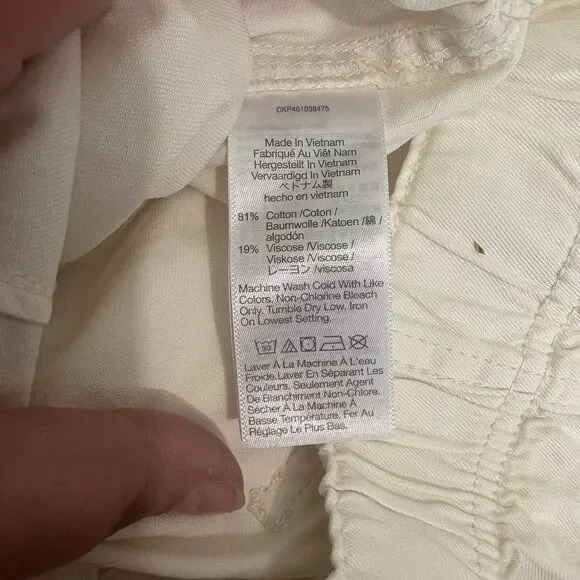 CKP461039475
Made In Vietnam
Fabriqué Au Viêt Nam
Hergestellt In Vietnam
Vervaardigd In Vietnam
ベトナム製
hecho en vietnam
81% Cotton /Coton /
Baumwolle /Katoen /綿 /
algodón
19% Viscose /Viscose /
Viskose /Viscose /
レーヨン /viscosa
Machine Wash Cold With Like
Colors. Non-Chlorine Bleach
Only. Tumble Dry Low. Iron
On Lowest Setting.
30
Laver À La Machine À L'eau
Froide.Laver En Séparant Les
Couleurs. Seulement Agent
De Blanchiment Non-Chlore.
Sécher À La Machine À
Basse Température. Fer Au
Réglage Le Plus Bas.